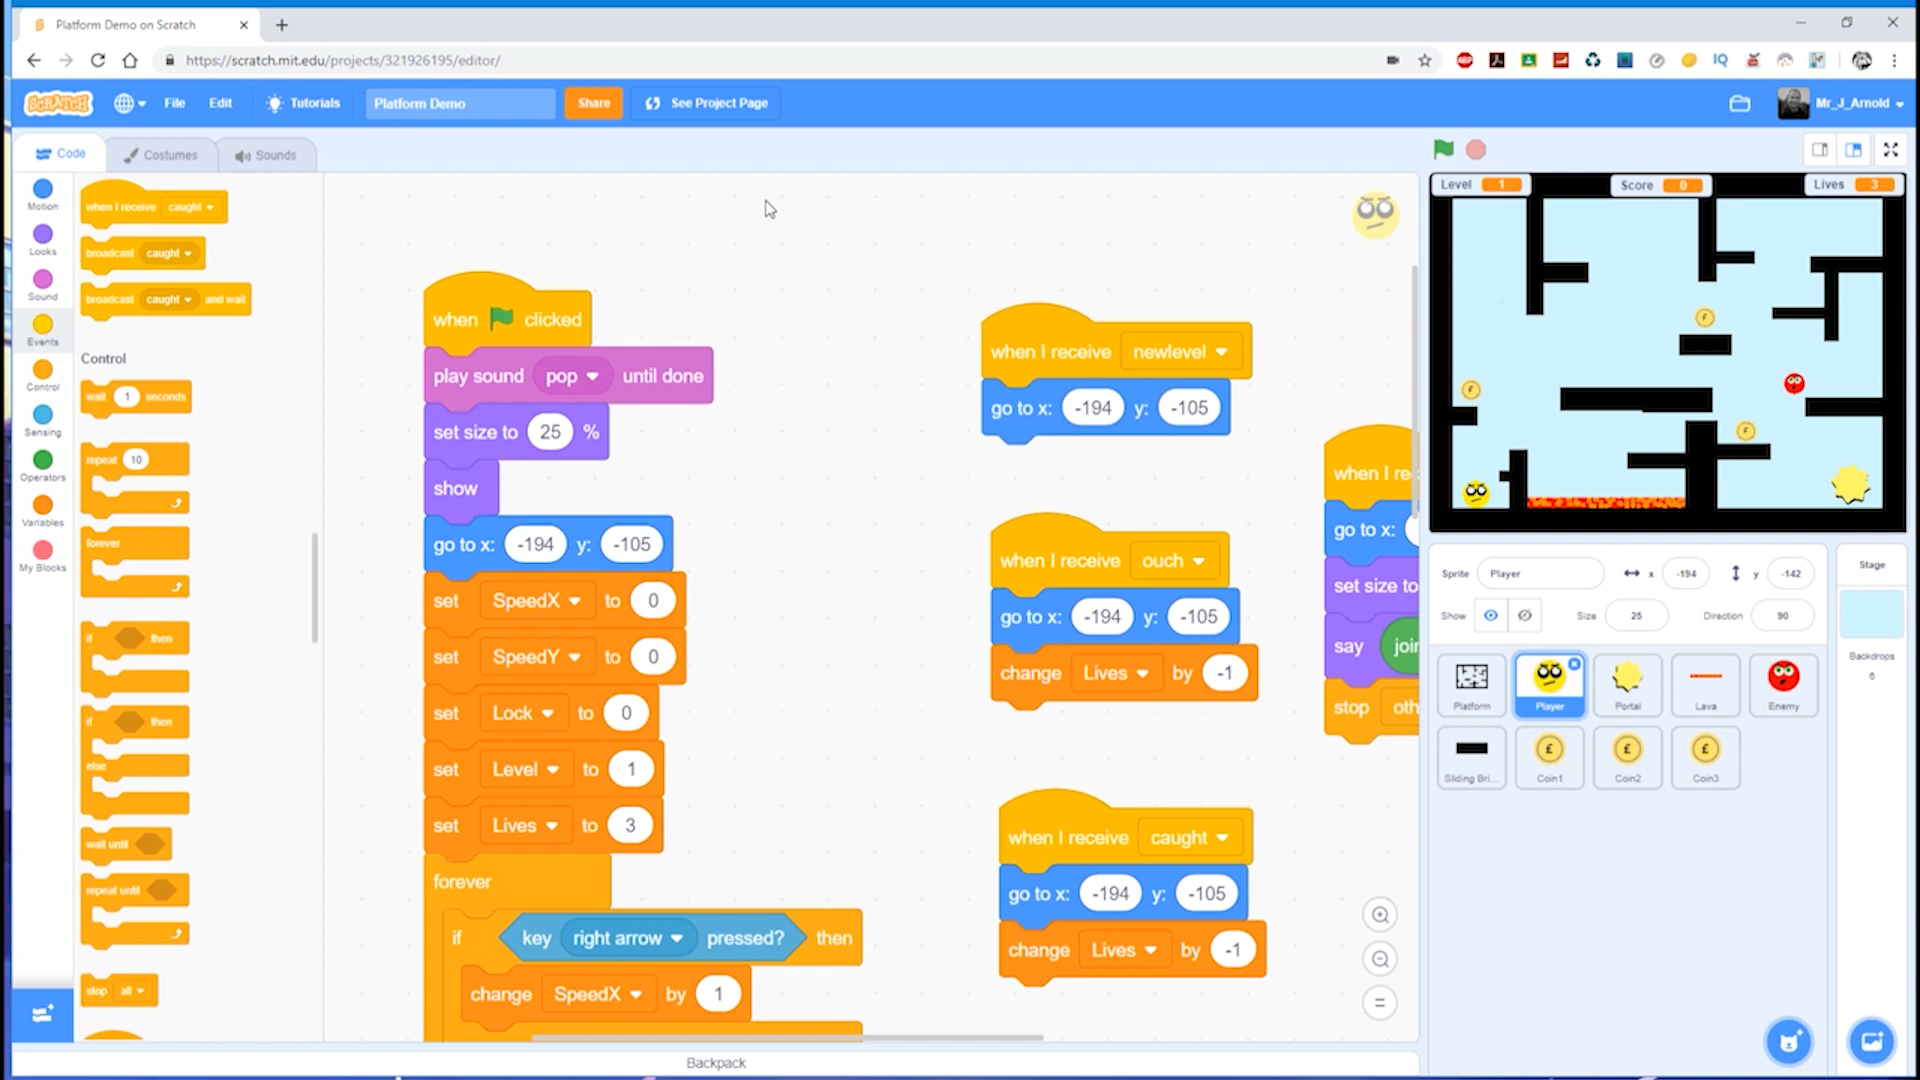 Platform Demo on Scratch
https://scratch.mit.edu/projects/321926195/editor/
SCRATCH File Edit Tutorials Platform Demo Share See Project Page Mr_J_Arnold
Code Costumes Sounds
Motion
Looks
Sound
Events
Control
Sensing
Operators
Variables
My Blocks
when I receive caught
broadcast caught
broadcast caught and wait
Control
wait 1 seconds
repeat 10
forever
if then
if then
else
wait until
repeat until
stop all
when clicked
play sound pop until done
set size to 25 %
show
go to x: -194 y: -105
set SpeedX to 0
set SpeedY to 0
set Lock to 0
set Level to 1
set Lives to 3
forever
if key right arrow pressed? then
change SpeedX by 1
when I receive newlevel
go to x: -194 y: -105
when I receive ouch
go to x: -194 y: -105
change Lives by -1
when I receive caught
go to x: -194 y: -105
change Lives by -1
when I re
go to x:
set size to
say join
stop oth
Level 1 Score 0 Lives 3
Sprite Player x -194 y -142
Show Size 25 Direction 90
Platform Player Portal Lava Enemy
Sliding Bri... Coin1 Coin2 Coin3
Stage
Backdrops
6
Backpack